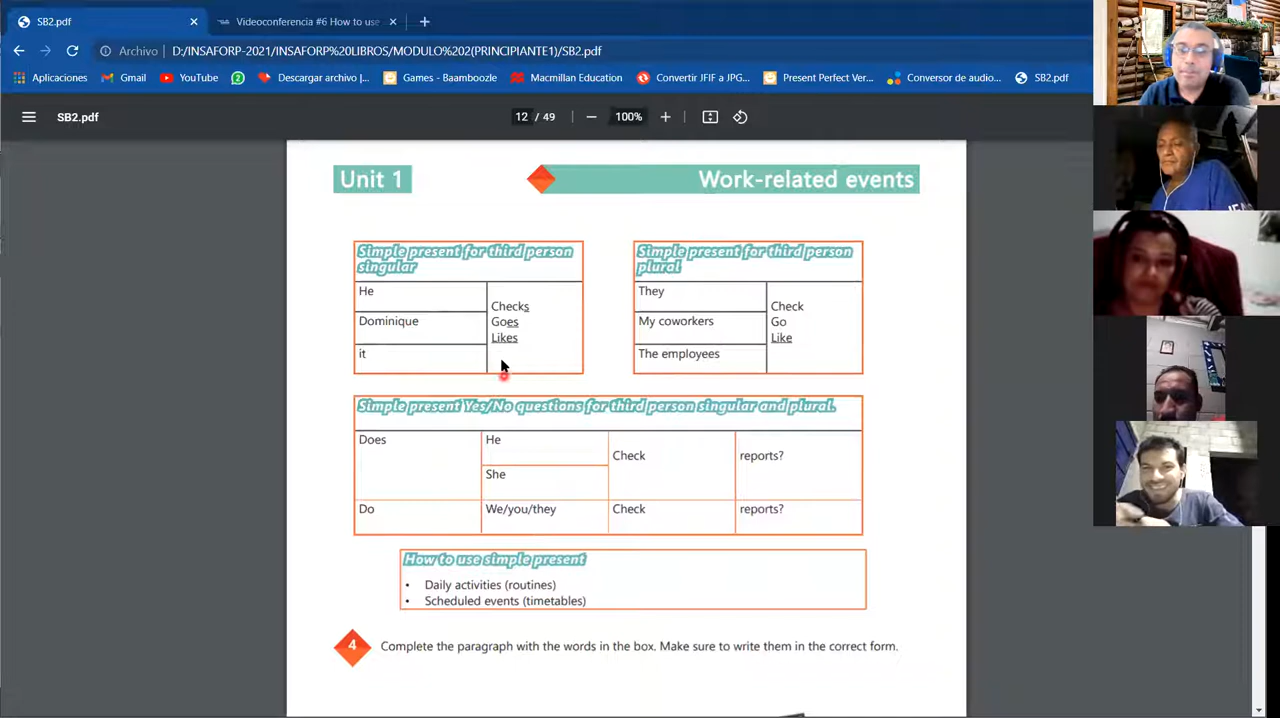 SB2.pdf
Videoconferencia #6 How to use
Archivo
D:/INSAFORP-2021/INSAFORP%20LIBROS/MODULO%202(PRINCIPIANTE1)/SB2.pdf
Aplicaciones
Gmail
YouTube
Descargar archivo |...
Games - Baamboozle
Macmillan Education
Convertir JFIF a JPG...
Present Perfect Ver...
Conversor de audio...
SB2.pdf
SB2.pdf
12 / 49
100%
Unit 1
Work-related events
Simple present for third person
singular
He
Dominique
it
Checks
Goes
Likes
Simple present for third person
plural
They
My coworkers
The employees
Check
Go
Like
Simple present Yes/No questions for third person singular and plural.
Does
He
She
Check
reports?
Do
We/you/they
Check
reports?
How to use simple present
• Daily activities (routines)
• Scheduled events (timetables)
4
Complete the paragraph with the words in the box. Make sure to write them in the correct form.